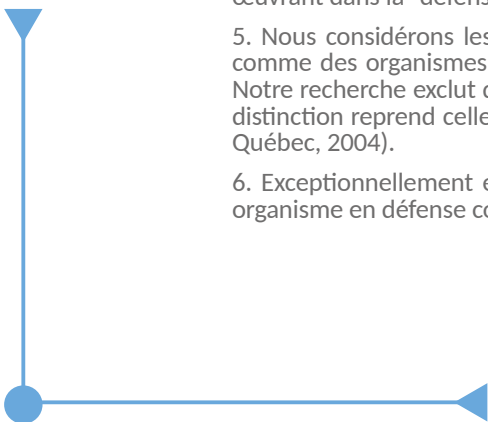 œuvrant dans la "défens
5. Nous considérons les
comme des organismes
Notre recherche exclut
distinction reprend celle
Québec, 2004).
6. Exceptionnellement
organisme en défense co